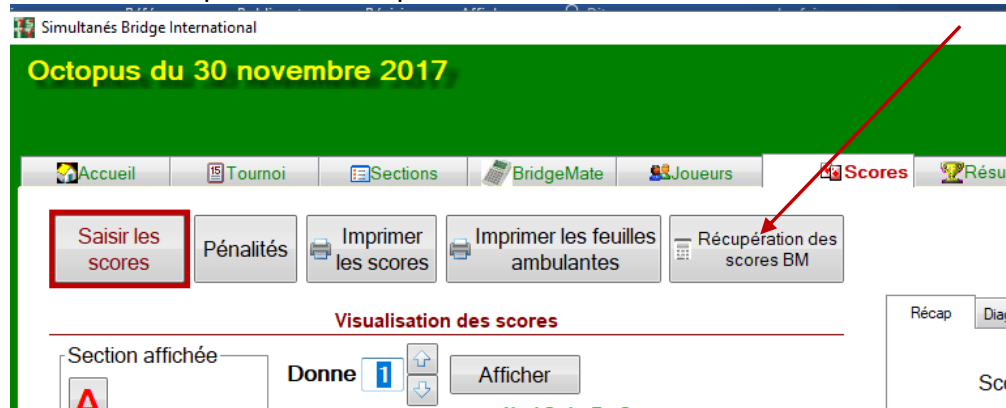 Simultanés Bridge International
Octopus du 30 novembre 2017
Accueil Tournoi Sections BridgeMate Joueurs Scores
Saisir les scores
Pénalités
Imprimer les scores
Imprimer les feuilles ambulantes
Récupération des scores BM
Visualisation des scores
Récap
Section affichée
Donne 1 Afficher
A